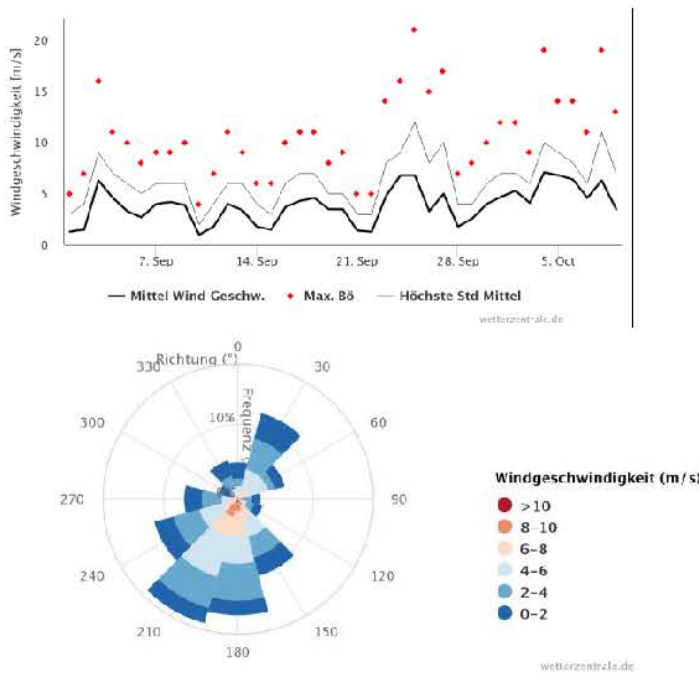 Windgeschwindigkeit [m/s]
20
15
10
5
0
7. Sep
14. Sep
21. Sep
28. Sep
5. Oct
Mittel Wind Geschw.
Max. Bö
Höchste Std Mittel
wetterzentrale.de
Richtung (°)
0
30
60
90
120
150
180
210
240
270
300
330
Frequenz
10%
Windgeschwindigkeit (m/s)
>10
8-10
6-8
4-6
2-4
0-2
wetterzentrale.de